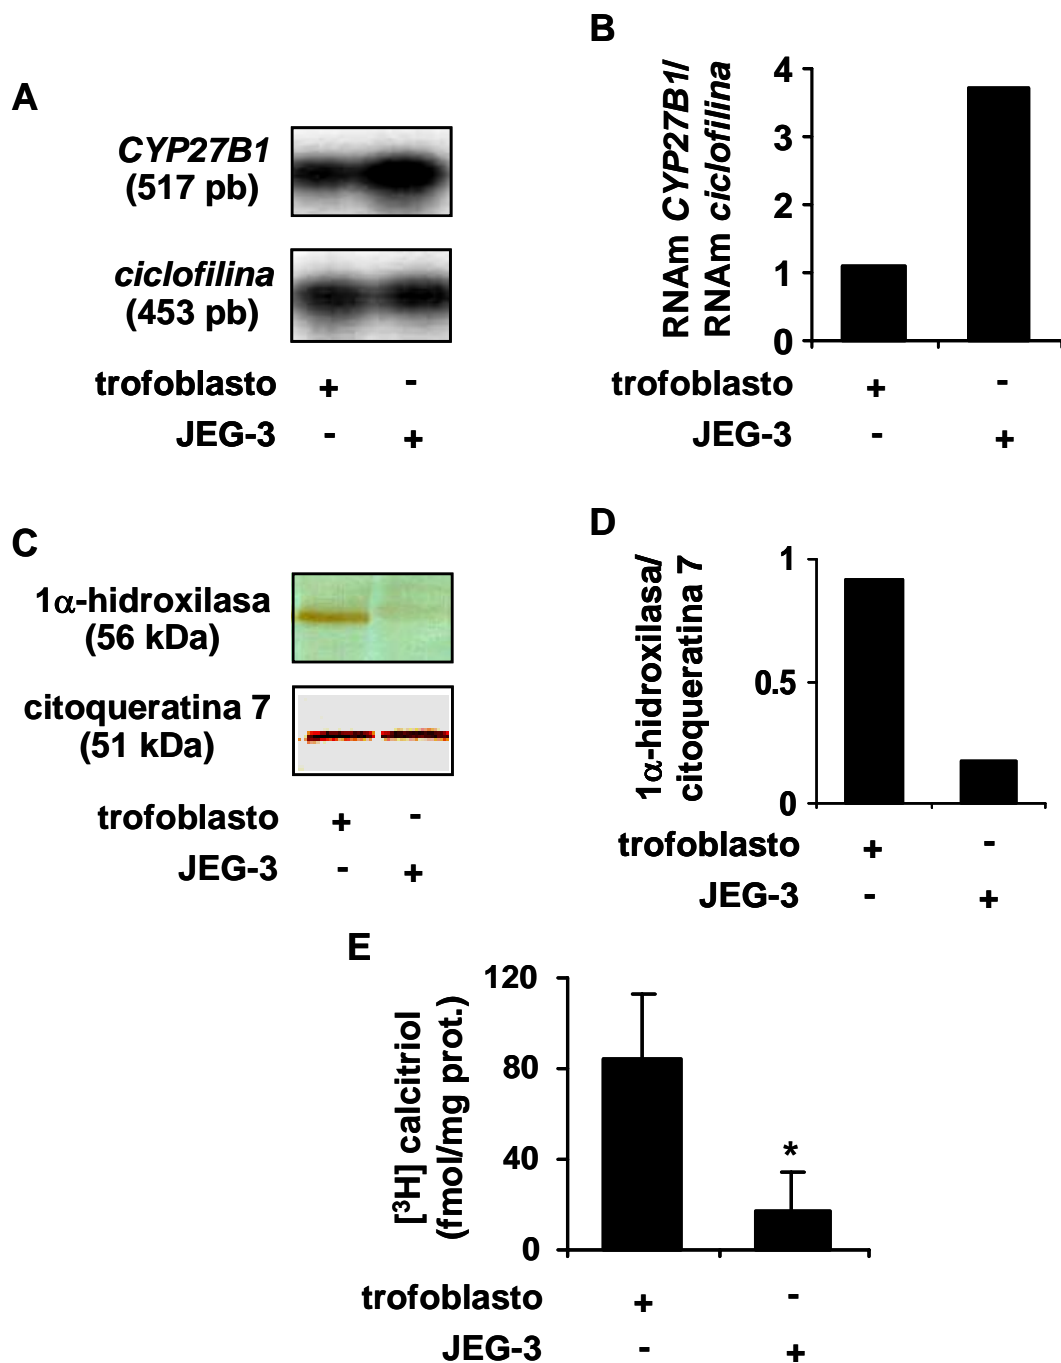 A
CYP27B1
(517 pb)
ciclofilina
(453 pb)
trofoblasto + -
JEG-3 - +
B
RNAm CYP27B1/
RNAm ciclofilina
4
3
2
1
0
trofoblasto + -
JEG-3 - +
C
1α-hidroxilasa
(56 kDa)
citoqueratina 7
(51 kDa)
trofoblasto + -
JEG-3 - +
D
1α-hidroxilasa/
citoqueratina 7
1
0.5
0
trofoblasto + -
JEG-3 - +
E
[³H] calcitriol
(fmol/mg prot.)
120
80
40
0
*
trofoblasto + -
JEG-3 - +